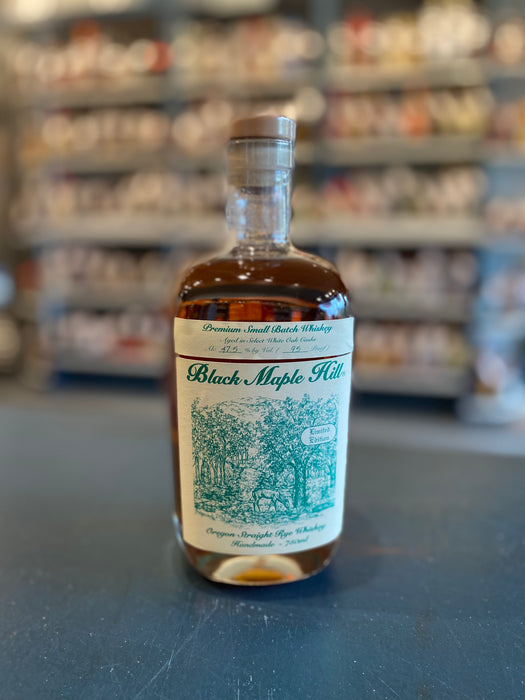 Premium Small Batch Whiskey
Aged in Select White Oak Casks
Alc. 47.5 % by Vol. ( 95 Proof )
Black Maple Hill
Limited
Edition
Oregon Straight Rye Whiskey
Handmade - 750ml